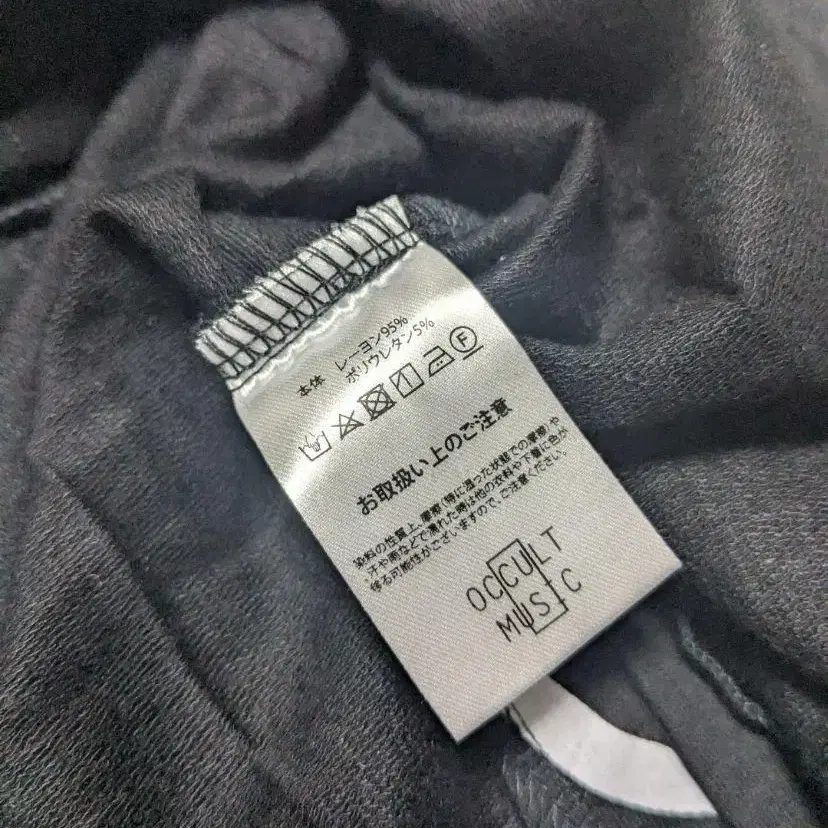 本体 レーヨン95%
ポリウレタン5%
F
お取扱い上のご注意
染料の性質上、摩擦(特に湿った状態での摩擦)や
汗や雨などで濡れた時は他の衣料や下着に色が
移る可能性がございますので、ご注意ください。
OCCULT
MUSIC